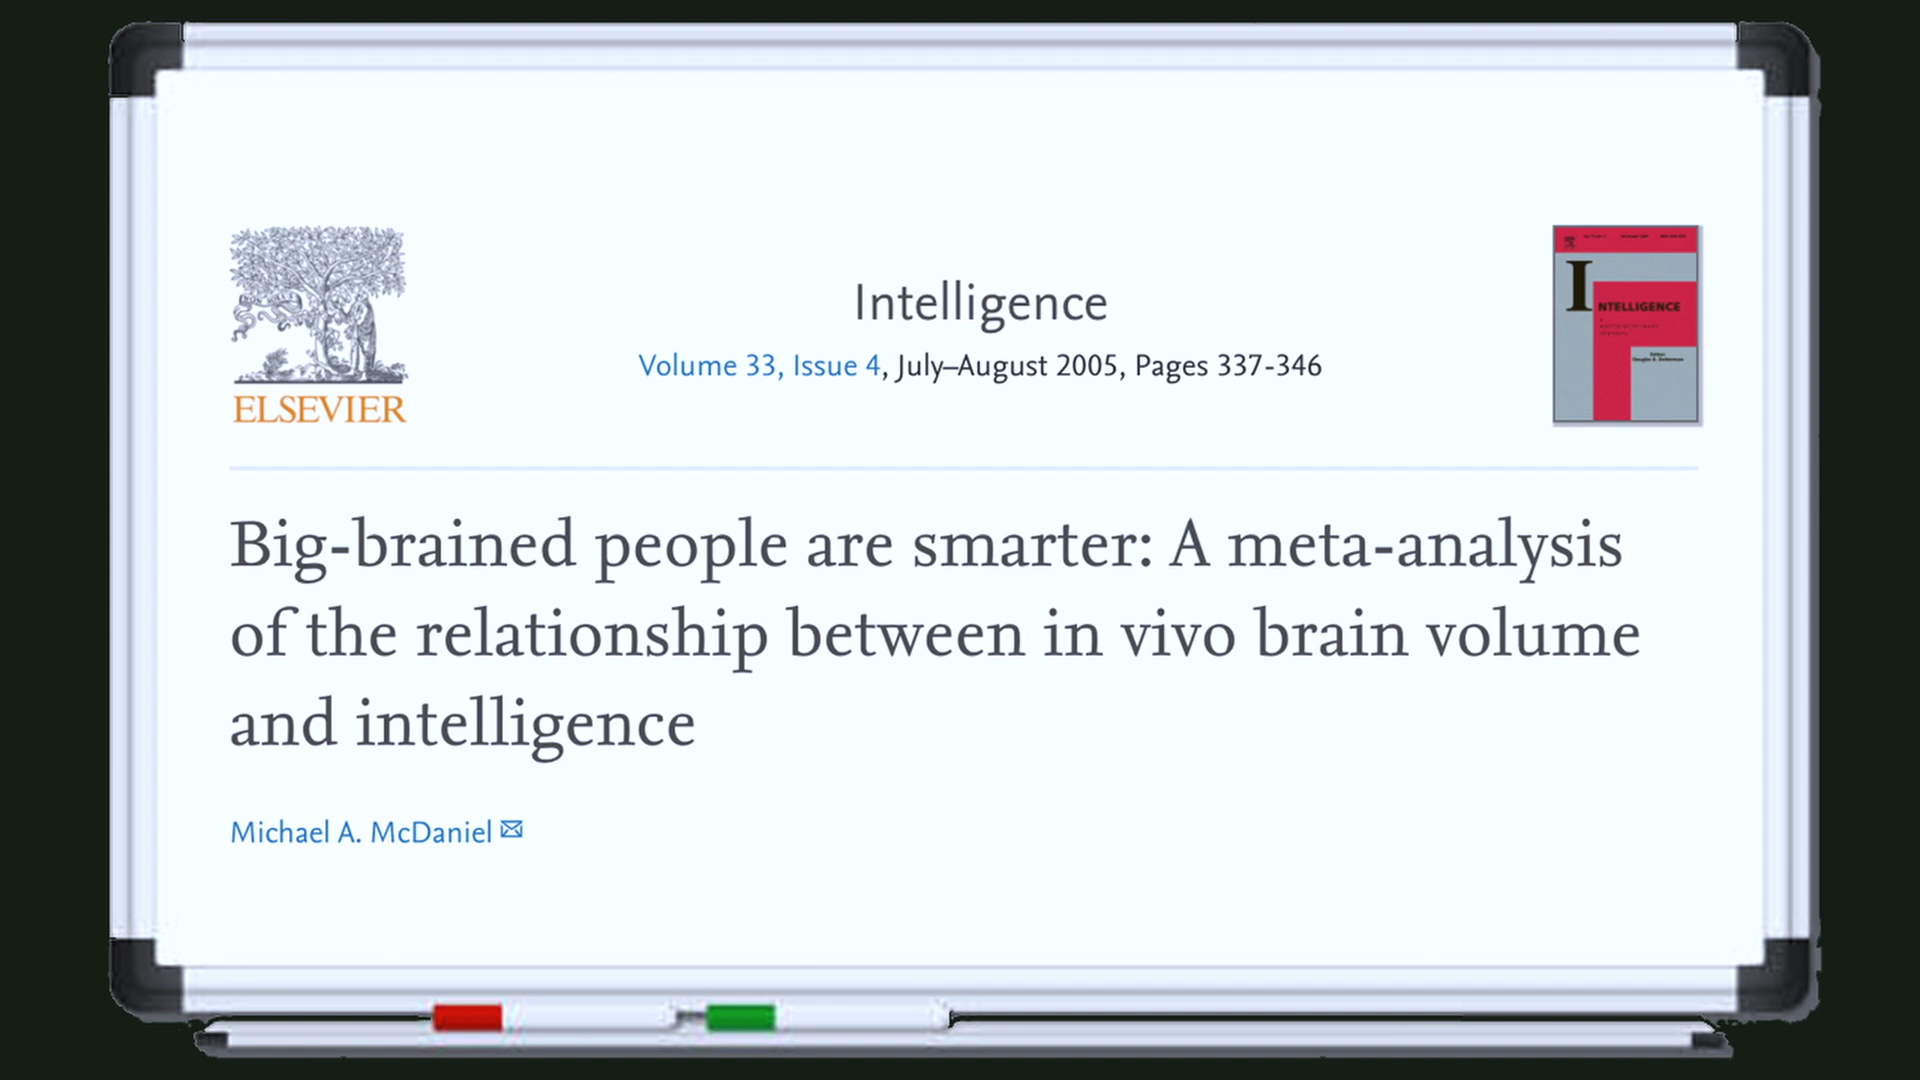 Intelligence
Volume 33, Issue 4, July–August 2005, Pages 337-346
ELSEVIER
I
NTELLIGENCE
Big-brained people are smarter: A meta-analysis
of the relationship between in vivo brain volume
and intelligence
Michael A. McDaniel